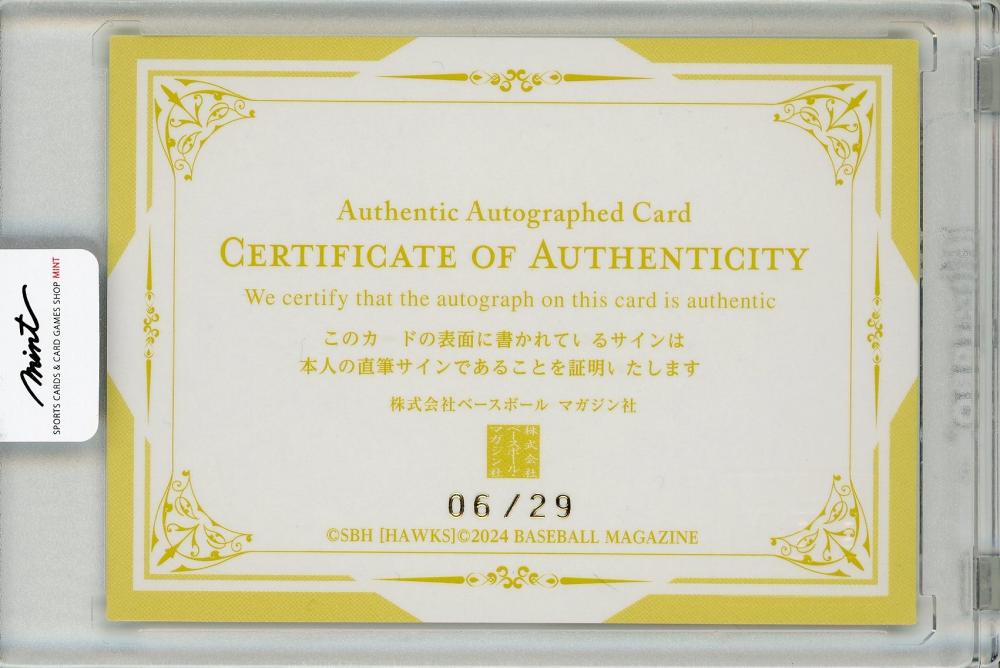 Authentic Autographed Card
CERTIFICATE OF AUTHENTICITY
We certify that the autograph on this card is authentic
このカードの表面に書かれているサインは
本人の直筆サインであることを証明いたします
株式会社ベースボール マガジン社
株式会社
ベースボール・
マガジン社
06/29
©SBH [HAWKS]©2024 BASEBALL MAGAZINE
mint
SPORTS CARDS & CARD GAMES SHOP MINT